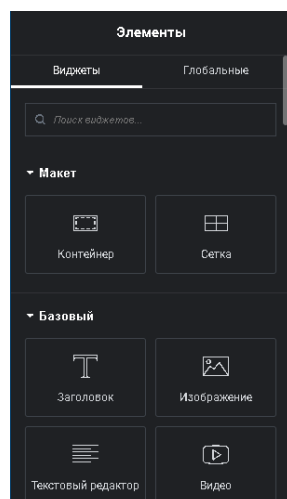 Элементы
Виджеты Глобальные
Поиск виджетов...
Макет
Контейнер Сетка
Базовый
Заголовок Изображение
Текстовый редактор Видео